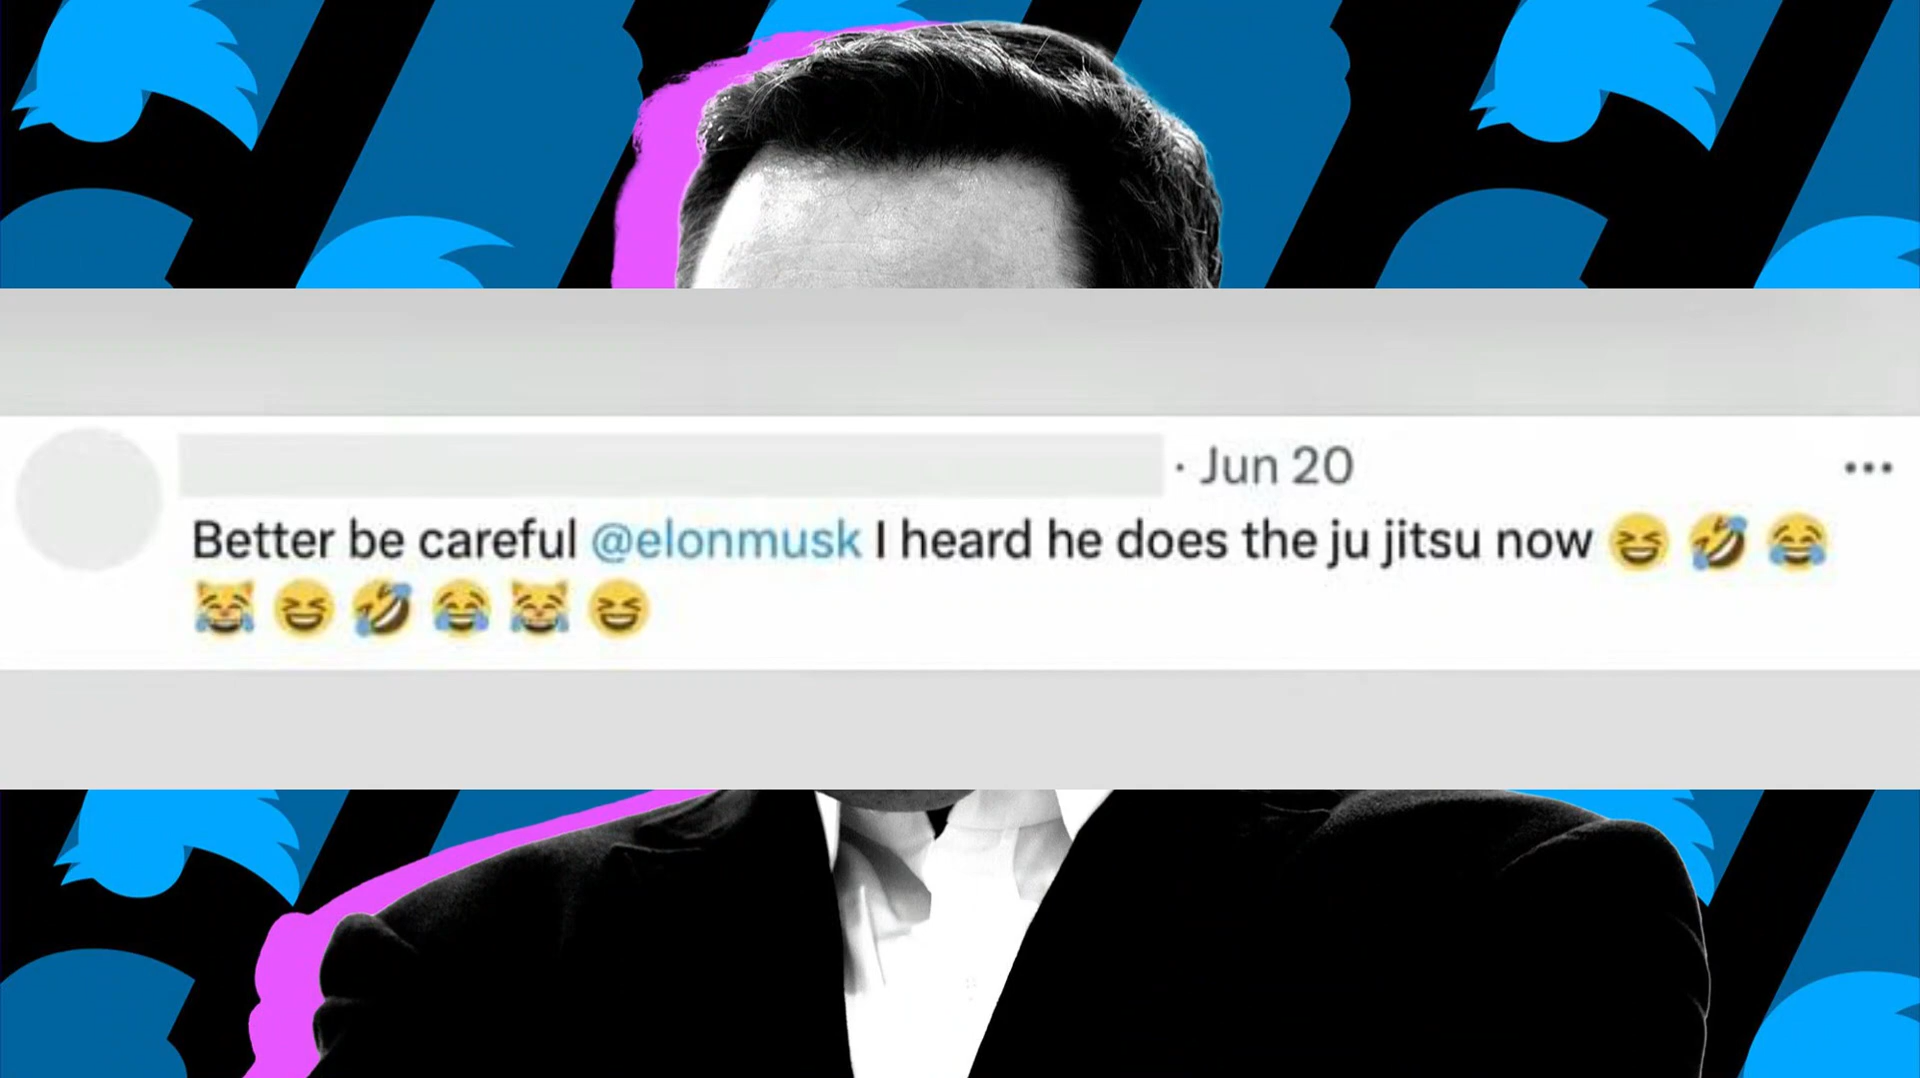 · Jun 20
Better be careful @elonmusk I heard he does the ju jitsu now 😆 🤣 😂
😹 😆 🤣 😂 😹 😆